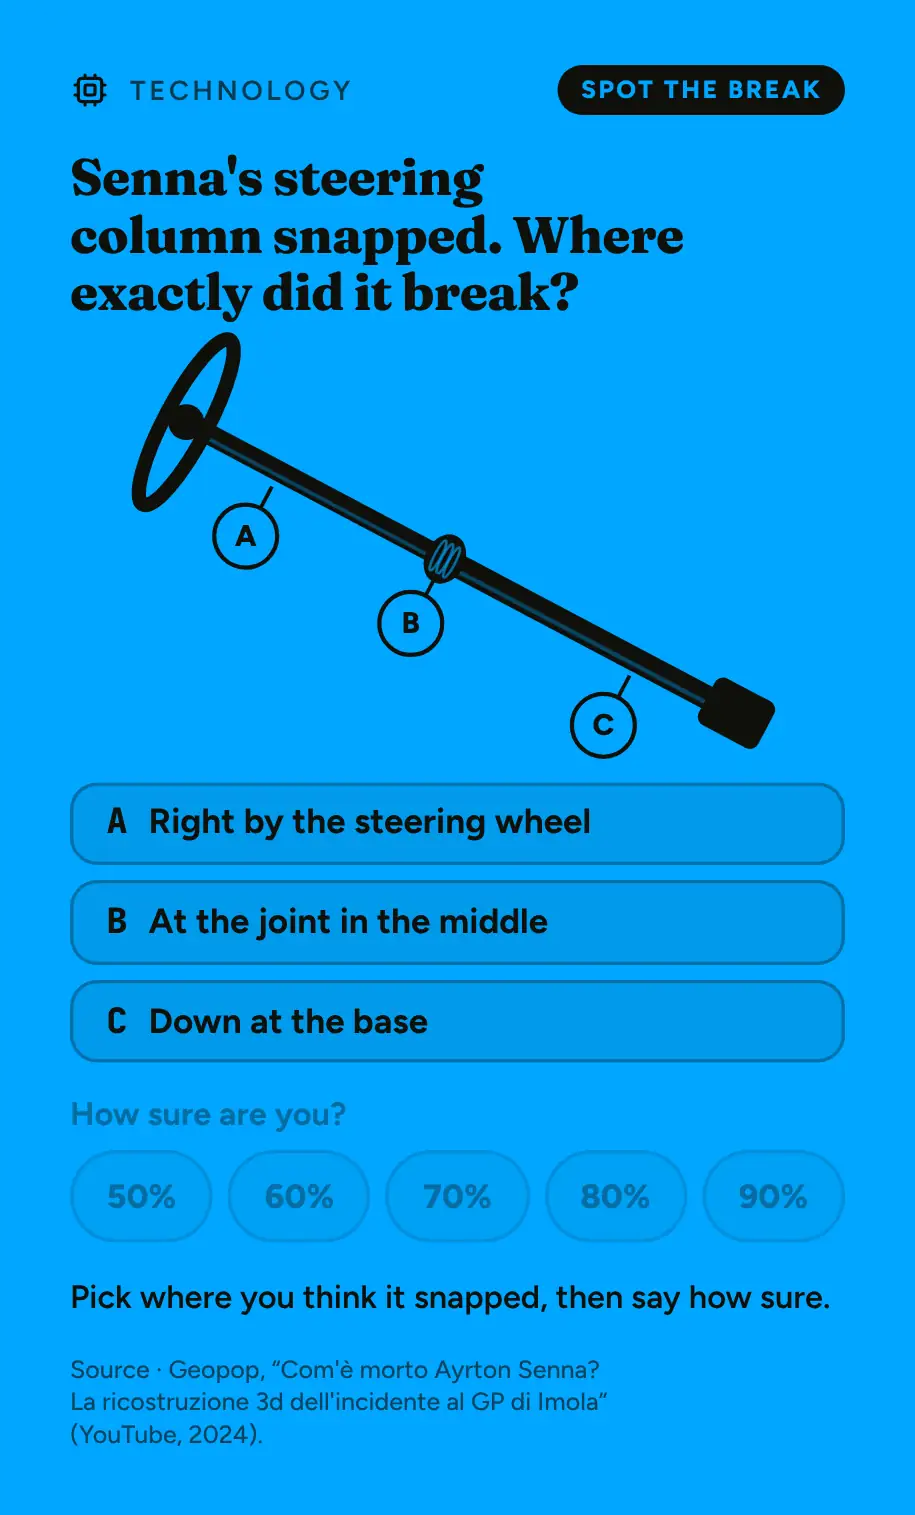 TECHNOLOGY
SPOT THE BREAK
Senna's steering
column snapped. Where
exactly did it break?
A
B
C
A Right by the steering wheel
B At the joint in the middle
C Down at the base
How sure are you?
50% 60% 70% 80% 90%
Pick where you think it snapped, then say how sure.
Source · Geopop, “Com'è morto Ayrton Senna?
La ricostruzione 3d dell'incidente al GP di Imola”
(YouTube, 2024).